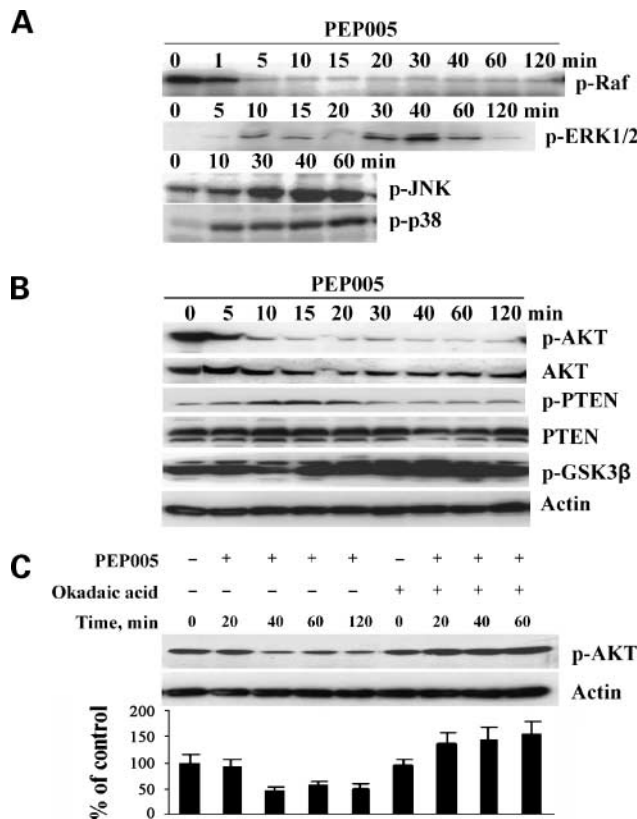 A
PEP005
0 1 5 10 15 20 30 40 60 120 min
p-Raf
0 5 10 15 20 30 40 60 120 min
p-ERK1/2
0 10 30 40 60 min
p-JNK
p-p38
B
PEP005
0 5 10 15 20 30 40 60 120 min
p-AKT
AKT
p-PTEN
PTEN
p-GSK3β
Actin
C
PEP005 – + + + + – + + +
Okadaic acid – – – – – + + + +
Time, min 0 20 40 60 120 0 20 40 60
p-AKT
Actin
% of control
200
150
100
50
0